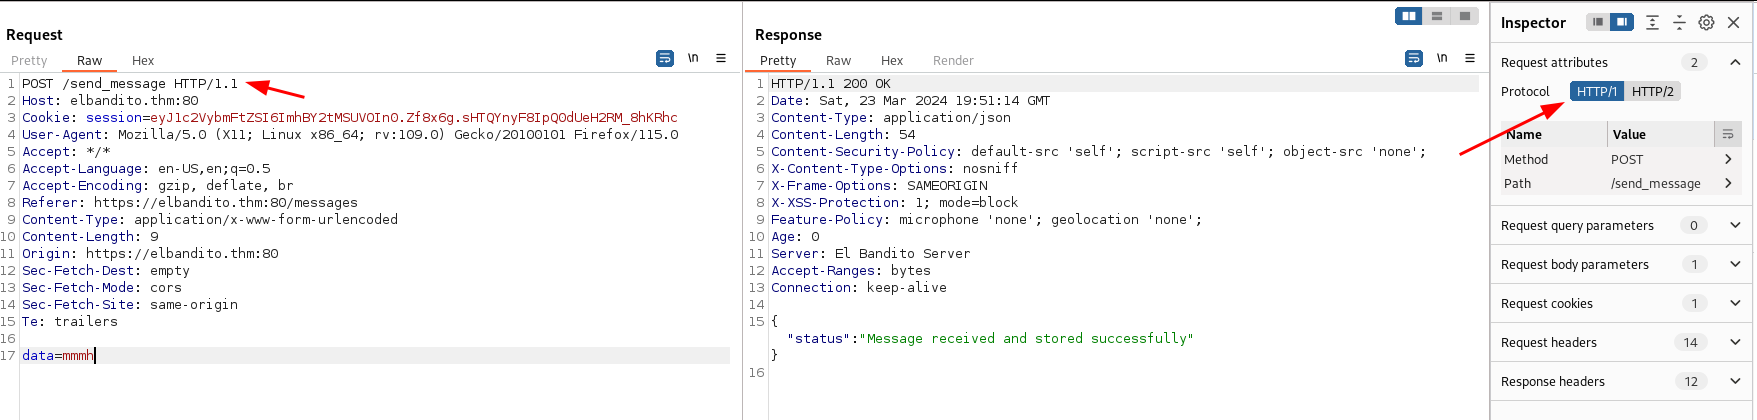 Request
Pretty Raw Hex
\n
1 POST /send_message HTTP/1.1
2 Host: elbandito.thm:80
3 Cookie: session=eyJ1c2VybmFtZSI6ImhBY2tMSUVOIn0.Zf8x6g.sHTQYnyF8IpQOdUeH2RM_8hKRhc
4 User-Agent: Mozilla/5.0 (X11; Linux x86_64; rv:109.0) Gecko/20100101 Firefox/115.0
5 Accept: */*
6 Accept-Language: en-US,en;q=0.5
7 Accept-Encoding: gzip, deflate, br
8 Referer: https://elbandito.thm:80/messages
9 Content-Type: application/x-www-form-urlencoded
10 Content-Length: 9
11 Origin: https://elbandito.thm:80
12 Sec-Fetch-Dest: empty
13 Sec-Fetch-Mode: cors
14 Sec-Fetch-Site: same-origin
15 Te: trailers
16
17 data=mmmh
Response
Pretty Raw Hex Render
\n
1 HTTP/1.1 200 OK
2 Date: Sat, 23 Mar 2024 19:51:14 GMT
3 Content-Type: application/json
4 Content-Length: 54
5 Content-Security-Policy: default-src 'self'; script-src 'self'; object-src 'none';
6 X-Content-Type-Options: nosniff
7 X-Frame-Options: SAMEORIGIN
8 X-XSS-Protection: 1; mode=block
9 Feature-Policy: microphone 'none'; geolocation 'none';
10 Age: 0
11 Server: El Bandito Server
12 Accept-Ranges: bytes
13 Connection: keep-alive
14
15 {
"status":"Message received and stored successfully"
}
16
Inspector
Request attributes 2
Protocol HTTP/1 HTTP/2
Name Value
Method POST
Path /send_message
Request query parameters 0
Request body parameters 1
Request cookies 1
Request headers 14
Response headers 12